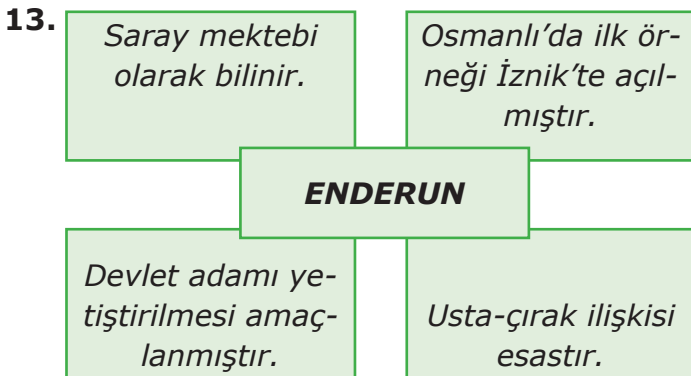 13.
Saray mektebi
olarak bilinir.
Osmanlı’da ilk ör-
neği İznik’te açıl-
mıştır.
ENDERUN
Devlet adamı ye-
tiştirilmesi amaç-
lanmıştır.
Usta-çırak ilişkisi
esastır.